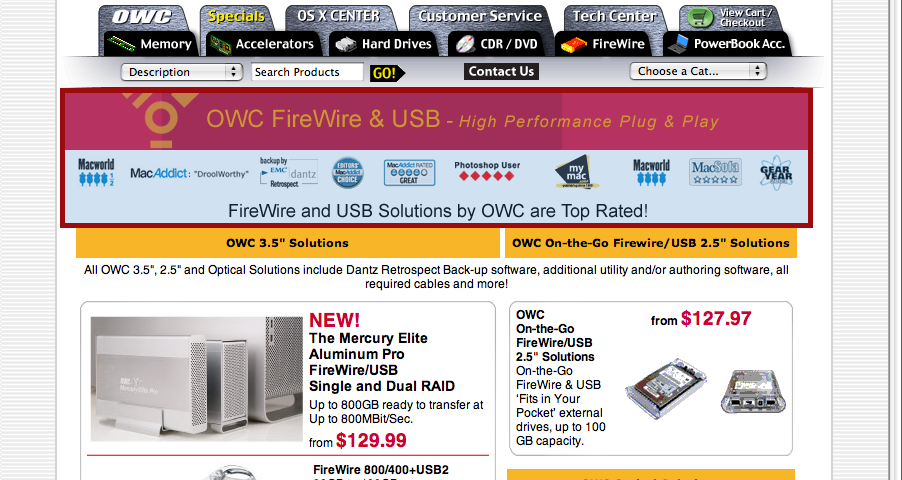 OWC
Specials
OS X CENTER
Customer Service
Tech Center
View Cart /
Checkout
Memory
Accelerators
Hard Drives
CDR / DVD
FireWire
PowerBook Acc.
Description
Search Products
GO!
Contact Us
Choose a Cat...
OWC FireWire & USB - High Performance Plug & Play
Macworld
MacAddict: "DroolWorthy"
backup by
EMC dantz
Retrospect
EDITORS' CHOICE
MacAddict RATED
GREAT
Photoshop User
my
mac
Macworld
MacSofa
GEAR
YEAR
FireWire and USB Solutions by OWC are Top Rated!
OWC 3.5" Solutions
OWC On-the-Go Firewire/USB 2.5" Solutions
All OWC 3.5", 2.5" and Optical Solutions include Dantz Retrospect Back-up software, additional utility and/or authoring software, all
required cables and more!
NEW!
The Mercury Elite
Aluminum Pro
FireWire/USB
Single and Dual RAID
Up to 800GB ready to transfer at
Up to 800MBit/Sec.
from $129.99
FireWire 800/400+USB2
OWC
On-the-Go
FireWire/USB
2.5" Solutions
On-the-Go
FireWire & USB
'Fits in Your
Pocket' external
drives, up to 100
GB capacity.
from $127.97